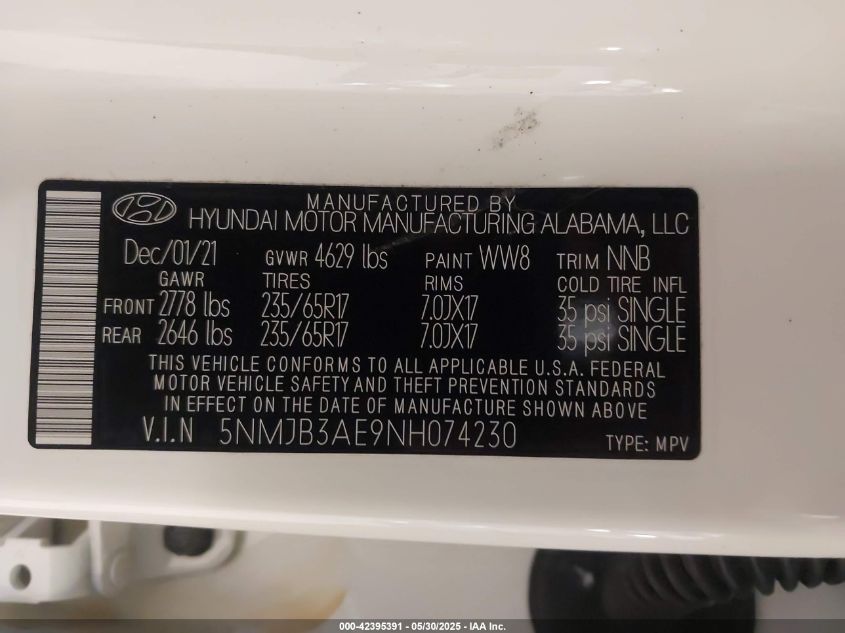 MANUFACTURED BY
HYUNDAI MOTOR MANUFACTURING ALABAMA, LLC
Dec/01/21 GVWR 4629 lbs PAINT WW8 TRIM NNB
GAWR TIRES RIMS COLD TIRE INFL
FRONT 2778 lbs 235/65R17 7.0JX17 35 psi SINGLE
REAR 2646 lbs 235/65R17 7.0JX17 35 psi SINGLE
THIS VEHICLE CONFORMS TO ALL APPLICABLE U.S.A. FEDERAL
MOTOR VEHICLE SAFETY AND THEFT PREVENTION STANDARDS
IN EFFECT ON THE DATE OF MANUFACTURE SHOWN ABOVE
V.I.N 5NMJB3AE9NH074230 TYPE: MPV
000-42395391 - 05/30/2025 - IAA Inc.